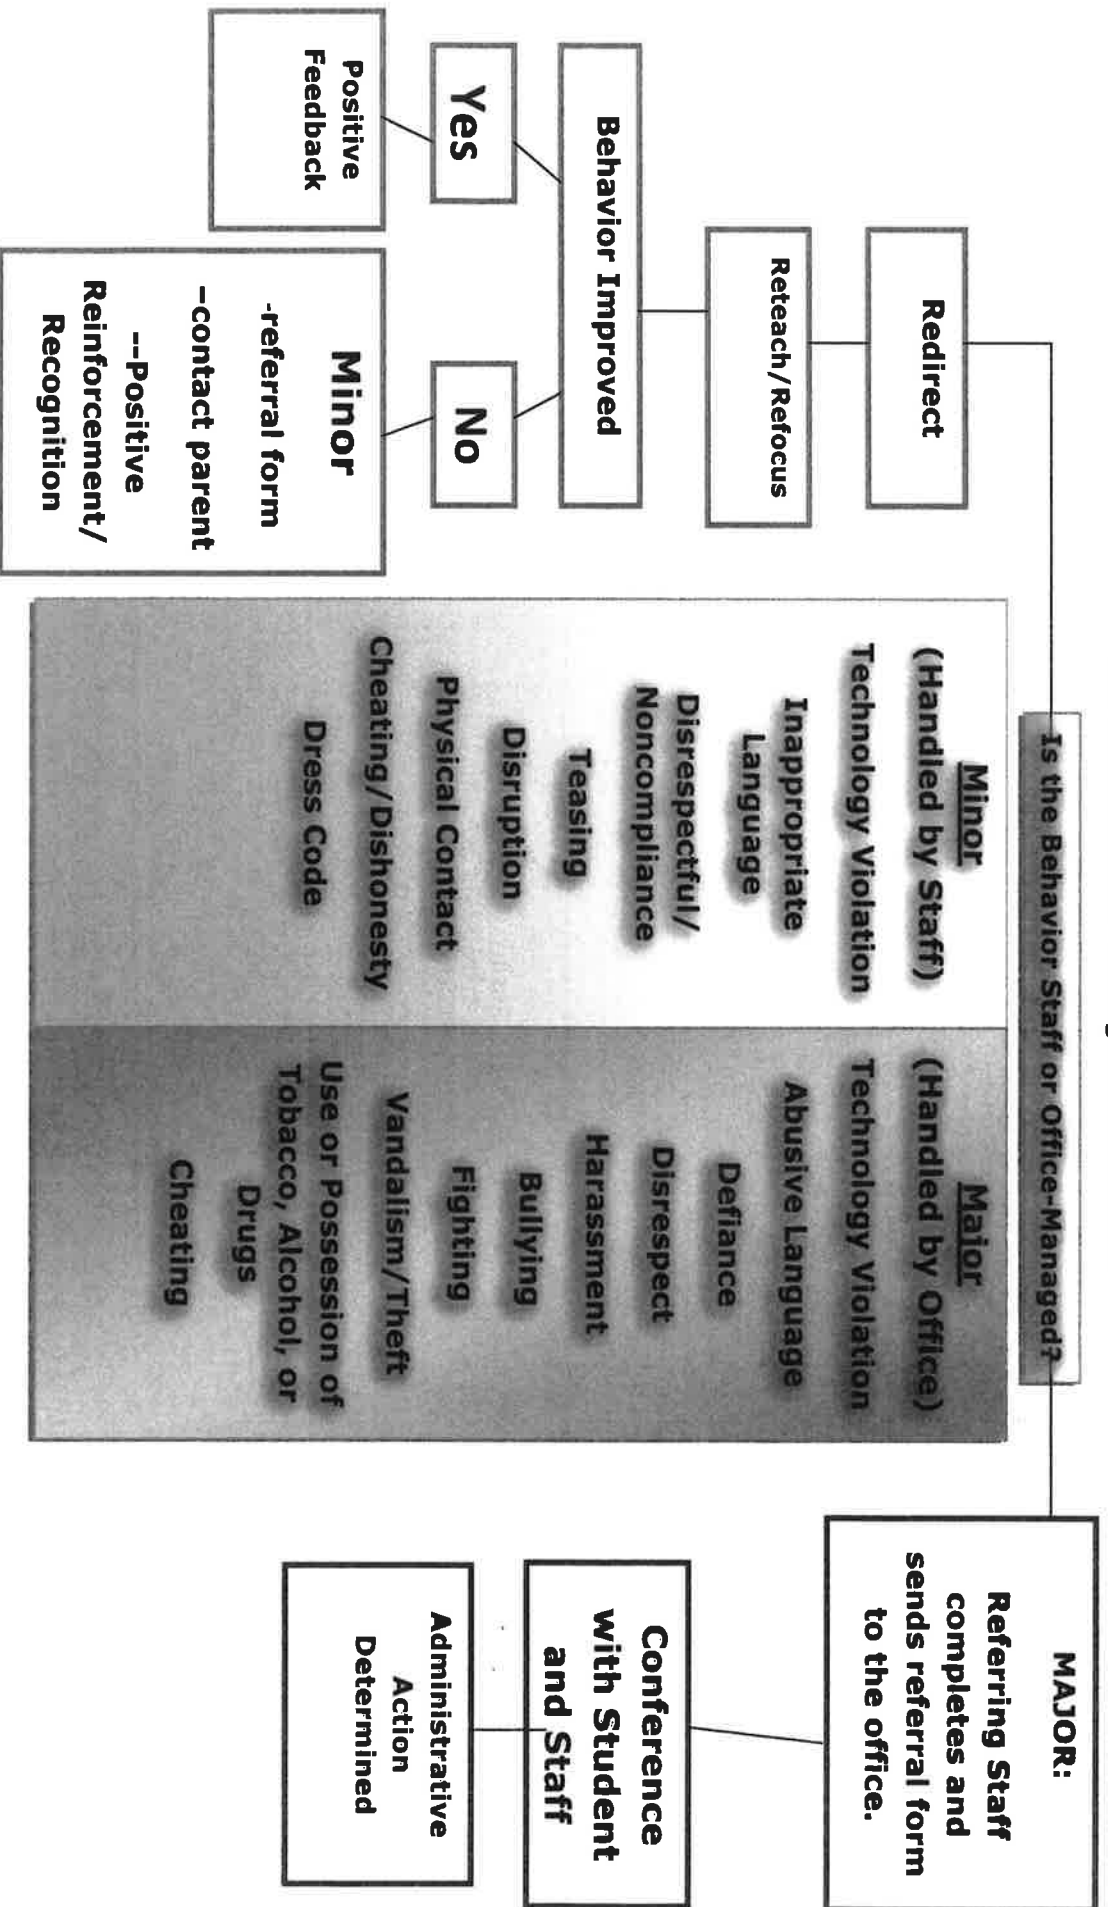 Is the Behavior Staff or Office-Managed?
Redirect
Reteach/Refocus
Behavior Improved
Yes
No
Positive
Feedback
Minor
-referral form
–contact parent
--Positive
Reinforcement/
Recognition
Minor
(Handled by Staff)
Technology Violation
Inappropriate
Language
Disrespectful/
Noncompliance
Teasing
Disruption
Physical Contact
Cheating/Dishonesty
Dress Code
Major
(Handled by Office)
Technology Violation
Abusive Language
Defiance
Disrespect
Harassment
Bullying
Fighting
Vandalism/Theft
Use or Possession of
Tobacco, Alcohol, or
Drugs
Cheating
MAJOR:
Referring Staff
completes and
sends referral form
to the office.
Conference
with Student
and Staff
Administrative
Action
Determined